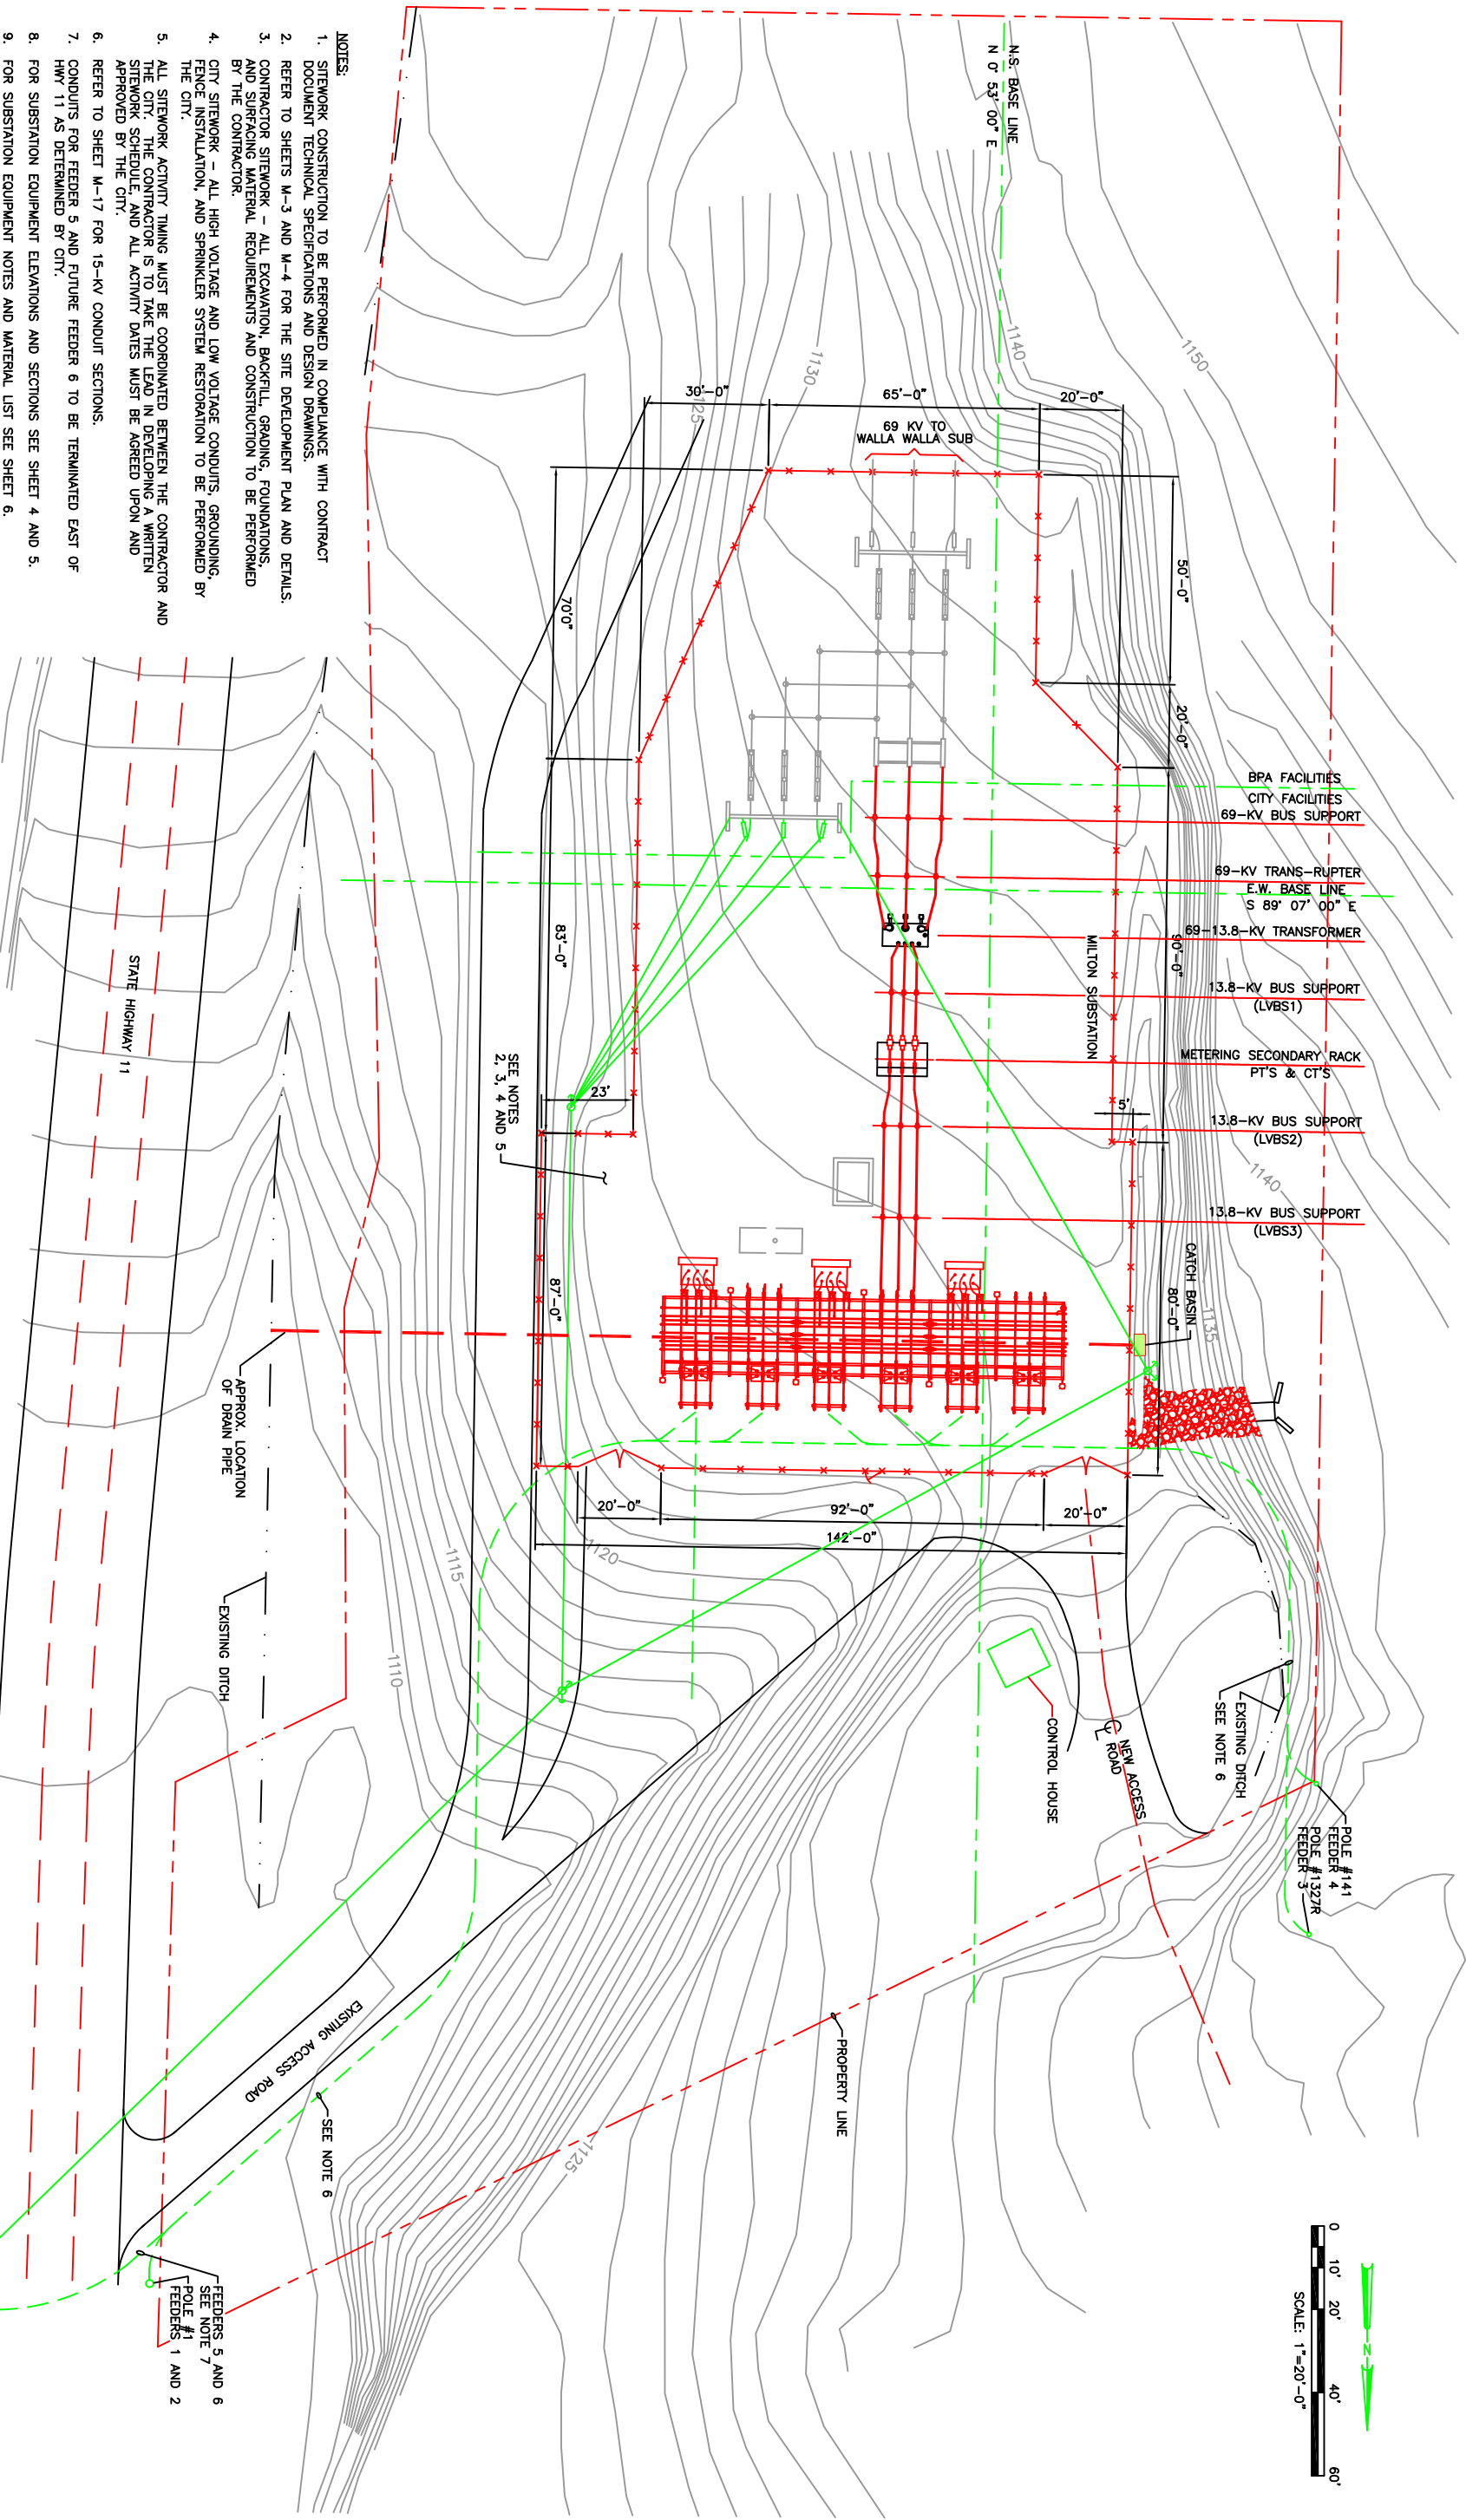 NOTES:
1. SITEWORK CONSTRUCTION TO BE PERFORMED IN COMPLIANCE WITH CONTRACT
DOCUMENT TECHNICAL SPECIFICATIONS AND DESIGN DRAWINGS.
2. REFER TO SHEETS M-3 AND M-4 FOR THE SITE DEVELOPMENT PLAN AND DETAILS.
3. CONTRACTOR SITEWORK - ALL EXCAVATION, BACKFILL, GRADING, FOUNDATIONS,
AND SURFACING MATERIAL REQUIREMENTS AND CONSTRUCTION TO BE PERFORMED
BY THE CONTRACTOR.
4. CITY SITEWORK - ALL HIGH VOLTAGE AND LOW VOLTAGE CONDUITS, GROUNDING,
FENCE INSTALLATION, AND SPRINKLER SYSTEM RESTORATION TO BE PERFORMED BY
THE CITY.
5. ALL SITEWORK ACTIVITY TIMING MUST BE COORDINATED BETWEEN THE CONTRACTOR AND
THE CITY. THE CONTRACTOR IS TO TAKE THE LEAD IN DEVELOPING A WRITTEN
SITEWORK SCHEDULE, AND ALL ACTIVITY DATES MUST BE AGREED UPON AND
APPROVED BY THE CITY.
6. REFER TO SHEET M-17 FOR 15-KV CONDUIT SECTIONS.
7. CONDUITS FOR FEEDER 5 AND FUTURE FEEDER 6 TO BE TERMINATED EAST OF
HWY 11 AS DETERMINED BY CITY.
8. FOR SUBSTATION EQUIPMENT ELEVATIONS AND SECTIONS SEE SHEET 4 AND 5.
9. FOR SUBSTATION EQUIPMENT NOTES AND MATERIAL LIST SEE SHEET 6.
N.S. BASE LINE
N 0° 53' 00" E
1150
1140
1130
125
30'-0"
65'-0"
20'-0"
69 KV TO
WALLA WALLA SUB
50'-0"
20'-0"
70'0"
BPA FACILITIES
CITY FACILITIES
69-KV BUS SUPPORT
69-KV TRANS-RUPTER
E.W. BASE LINE
S 89° 07' 00" E
69-13.8-KV TRANSFORMER
90'-0"
13.8-KV BUS SUPPORT
(LVBS1)
MILTON SUBSTATION
METERING SECONDARY RACK
PT'S & CT'S
5'
13.8-KV BUS SUPPORT
(LVBS2)
1140
13.8-KV BUS SUPPORT
(LVBS3)
CATCH BASIN
80'-0"
1135
83'-0"
SEE NOTES
2, 3, 4 AND 5
23'
87'-0"
STATE HIGHWAY 11
APPROX. LOCATION
OF DRAIN PIPE
EXISTING DITCH
20'-0"
92'-0"
20'-0"
142'-0"
1120
1115
1110
EXISTING DITCH
SEE NOTE 6
CONTROL HOUSE
NEW ACCESS
ROAD
POLE #141
FEEDER 4
POLE #1327R
FEEDER 3
PROPERTY LINE
EXISTING ACCESS ROAD
SEE NOTE 6
1125
FEEDERS 5 AND 6
SEE NOTE 7
POLE #1
FEEDERS 1 AND 2
N
0 10' 20' 40' 60'
SCALE: 1"=20'-0"